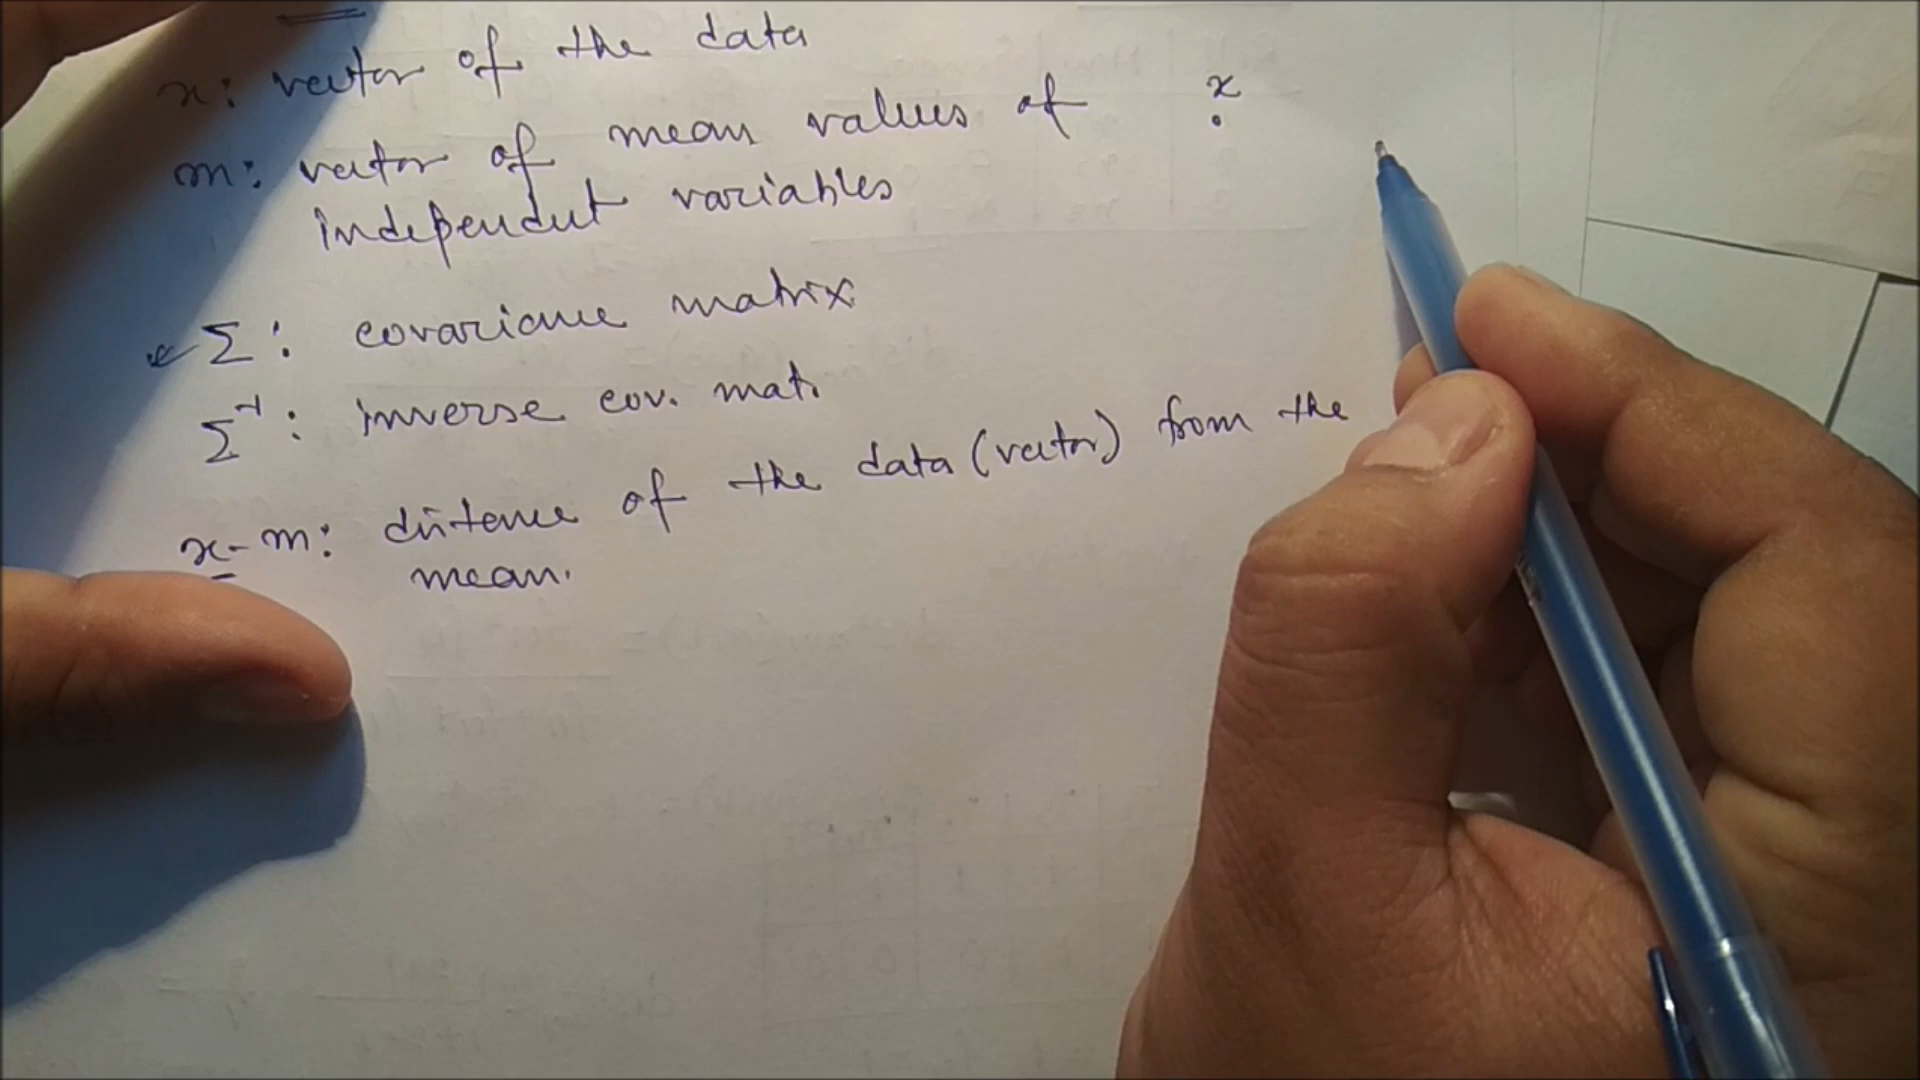 x: vector of the data
m: vector of mean values of
independent variables
x
Σ: covariance matrix
Σ⁻¹: inverse cov. mat.
x-m: distance of the data (vector) from the
mean.